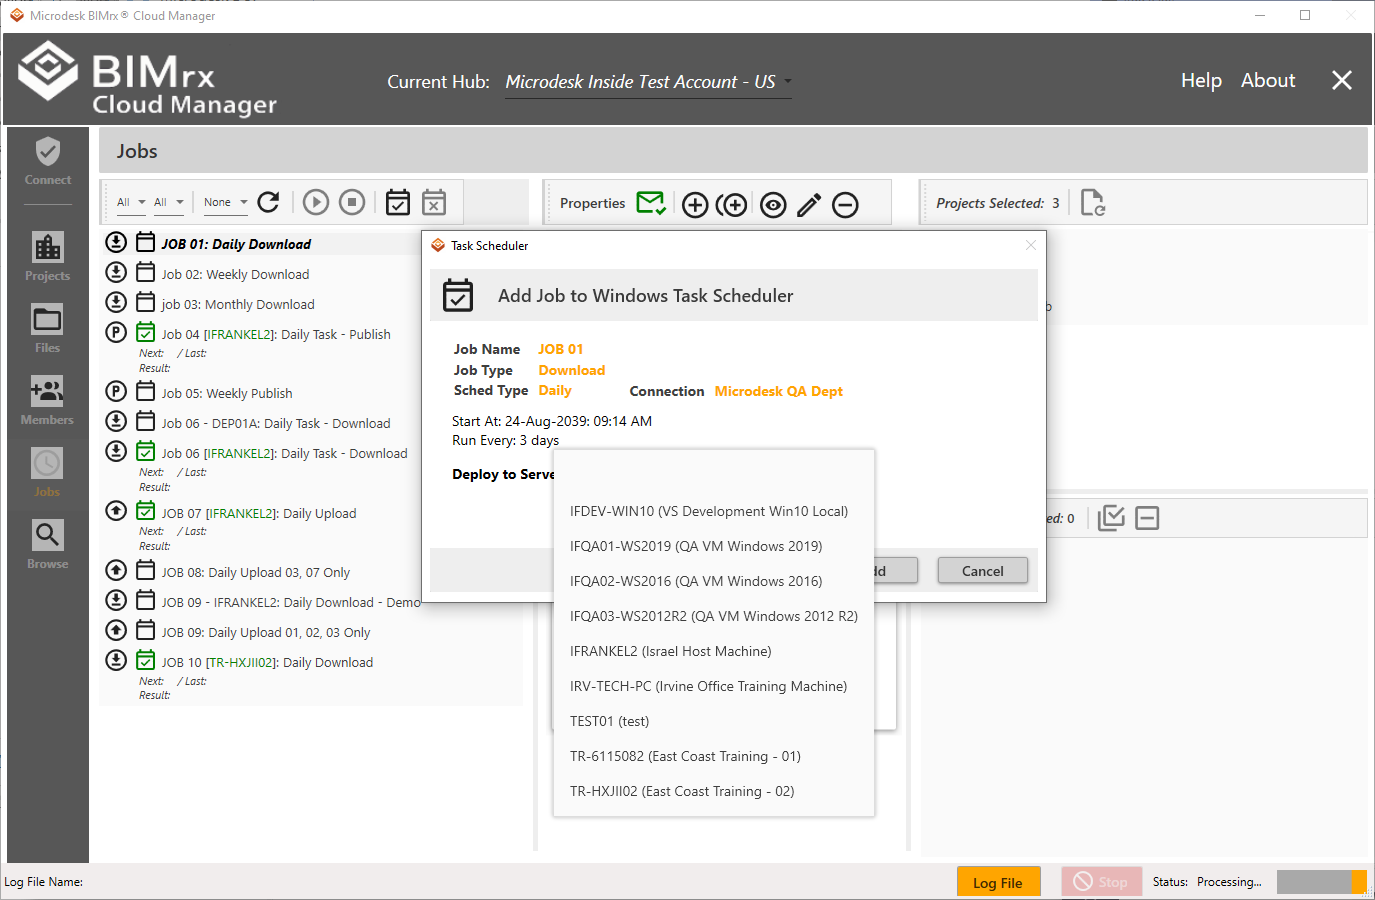 Microdesk BIMrx® Cloud Manager
BIMrx
Cloud Manager
Current Hub: Microdesk Inside Test Account - US
Help About
Connect
Projects
Files
Members
Jobs
Browse
Jobs
All All None
Properties
Projects Selected: 3
JOB 01: Daily Download
Job 02: Weekly Download
job 03: Monthly Download
Job 04 [IFRANKEL2]: Daily Task - Publish
Next: / Last:
Result:
Job 05: Weekly Publish
Job 06 - DEP01A: Daily Task - Download
Job 06 [IFRANKEL2]: Daily Task - Download
Next: / Last:
Result:
JOB 07 [IFRANKEL2]: Daily Upload
Next: / Last:
Result:
JOB 08: Daily Upload 03, 07 Only
JOB 09 - IFRANKEL2: Daily Download - Demo
JOB 09: Daily Upload 01, 02, 03 Only
JOB 10 [TR-HXJII02]: Daily Download
Next: / Last:
Result:
Task Scheduler
Add Job to Windows Task Scheduler
Job Name JOB 01
Job Type Download
Sched Type Daily Connection Microdesk QA Dept
Start At: 24-Aug-2039: 09:14 AM
Run Every: 3 days
Deploy to Serve
IFDEV-WIN10 (VS Development Win10 Local)
IFQA01-WS2019 (QA VM Windows 2019)
IFQA02-WS2016 (QA VM Windows 2016)
IFQA03-WS2012R2 (QA VM Windows 2012 R2)
IFRANKEL2 (Israel Host Machine)
IRV-TECH-PC (Irvine Office Training Machine)
TEST01 (test)
TR-6115082 (East Coast Training - 01)
TR-HXJII02 (East Coast Training - 02)
dd Cancel
b
ed: 0
Log File Name:
Log File
Stop
Status: Processing...